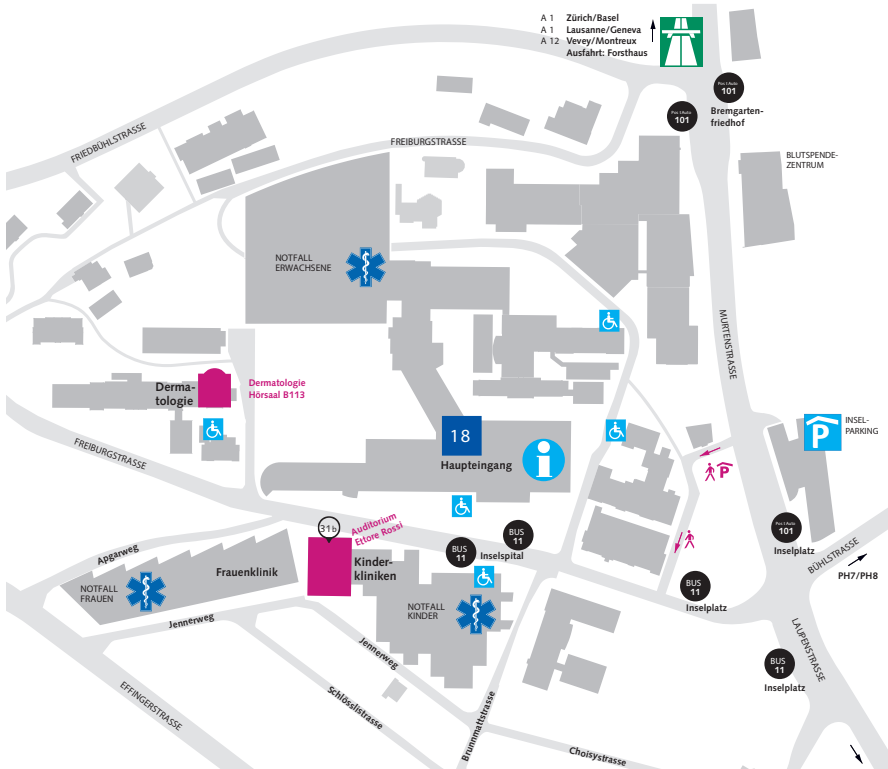 A 1 Zürich/Basel
A 1 Lausanne/Geneva
A 12 Vevey/Montreux
Ausfahrt: Forsthaus
PostAuto
101
PostAuto
101
Bremgarten-
friedhof
FRIEDBÜHLSTRASSE
FREIBURGSTRASSE
BLUTSPENDE-
ZENTRUM
NOTFALL
ERWACHSENE
MURTENSTRASSE
Derma-
tologie
Dermatologie
Hörsaal B113
18
Haupteingang
i
P
INSEL-
PARKING
P
FREIBURGSTRASSE
31b
Auditorium
Ettore Rossi
BUS
11
BUS
11
Inselspital
PostAuto
101
Inselplatz
BÜHLSTRASSE
PH7/PH8
Apgarweg
Frauenklinik
NOTFALL
FRAUEN
Kinder-
kliniken
NOTFALL
KINDER
BUS
11
Inselplatz
Jennerweg
Jennerweg
LAUPENSTRASSE
BUS
11
Inselplatz
EFFINGERSTRASSE
Schlösslistrasse
Brunnmattstrasse
Choisystrasse